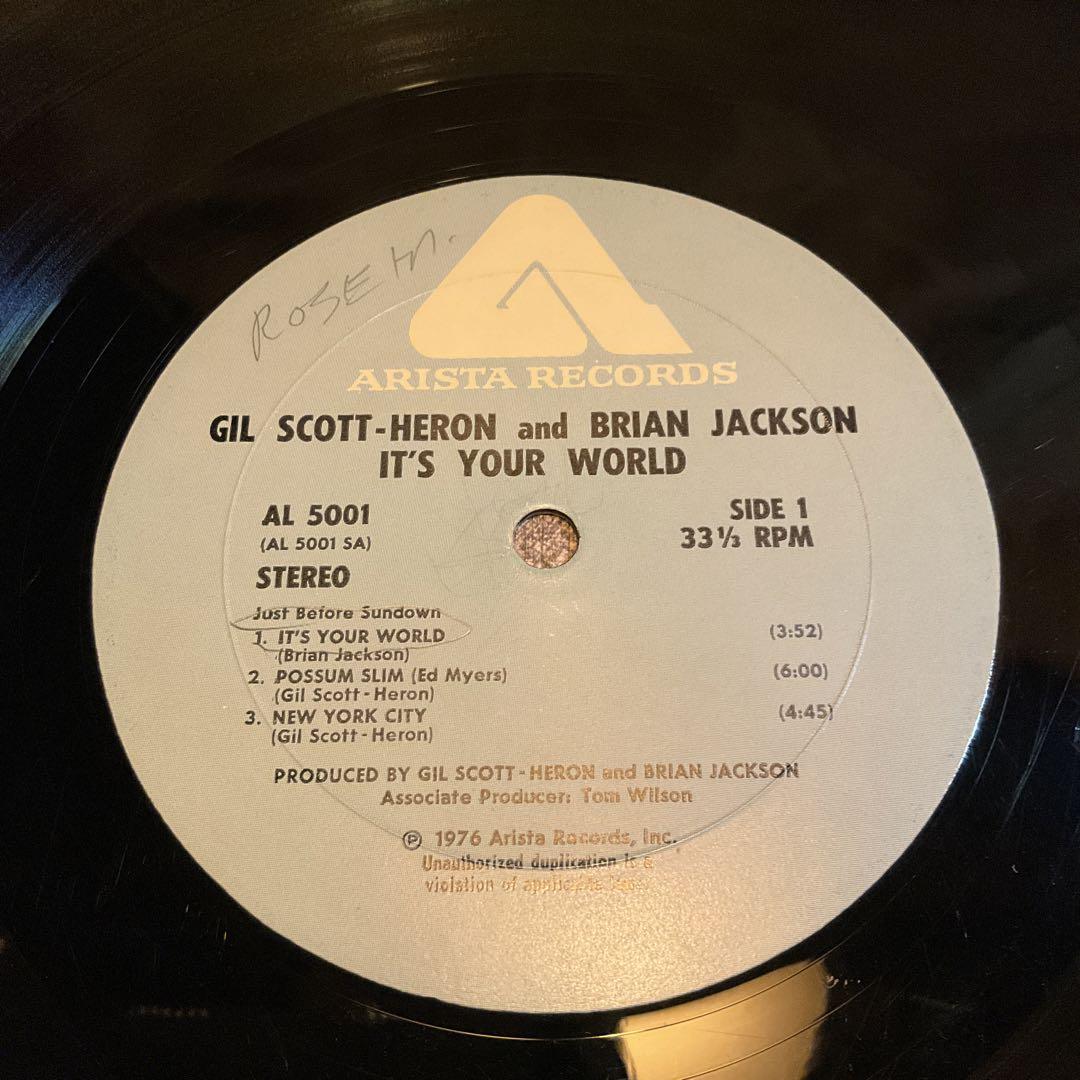 ROSE M.
ARISTA RECORDS
GIL SCOTT-HERON and BRIAN JACKSON
IT'S YOUR WORLD
AL 5001
(AL 5001 SA)
STEREO
SIDE 1
33⅓ RPM
Just Before Sundown
1. IT'S YOUR WORLD (3:52)
(Brian Jackson)
2. POSSUM SLIM (Ed Myers) (6:00)
(Gil Scott-Heron)
3. NEW YORK CITY (4:45)
(Gil Scott-Heron)
PRODUCED BY GIL SCOTT-HERON and BRIAN JACKSON
Associate Producer: Tom Wilson
℗ 1976 Arista Records, Inc.
Unauthorized duplication is a
violation of applicable laws.